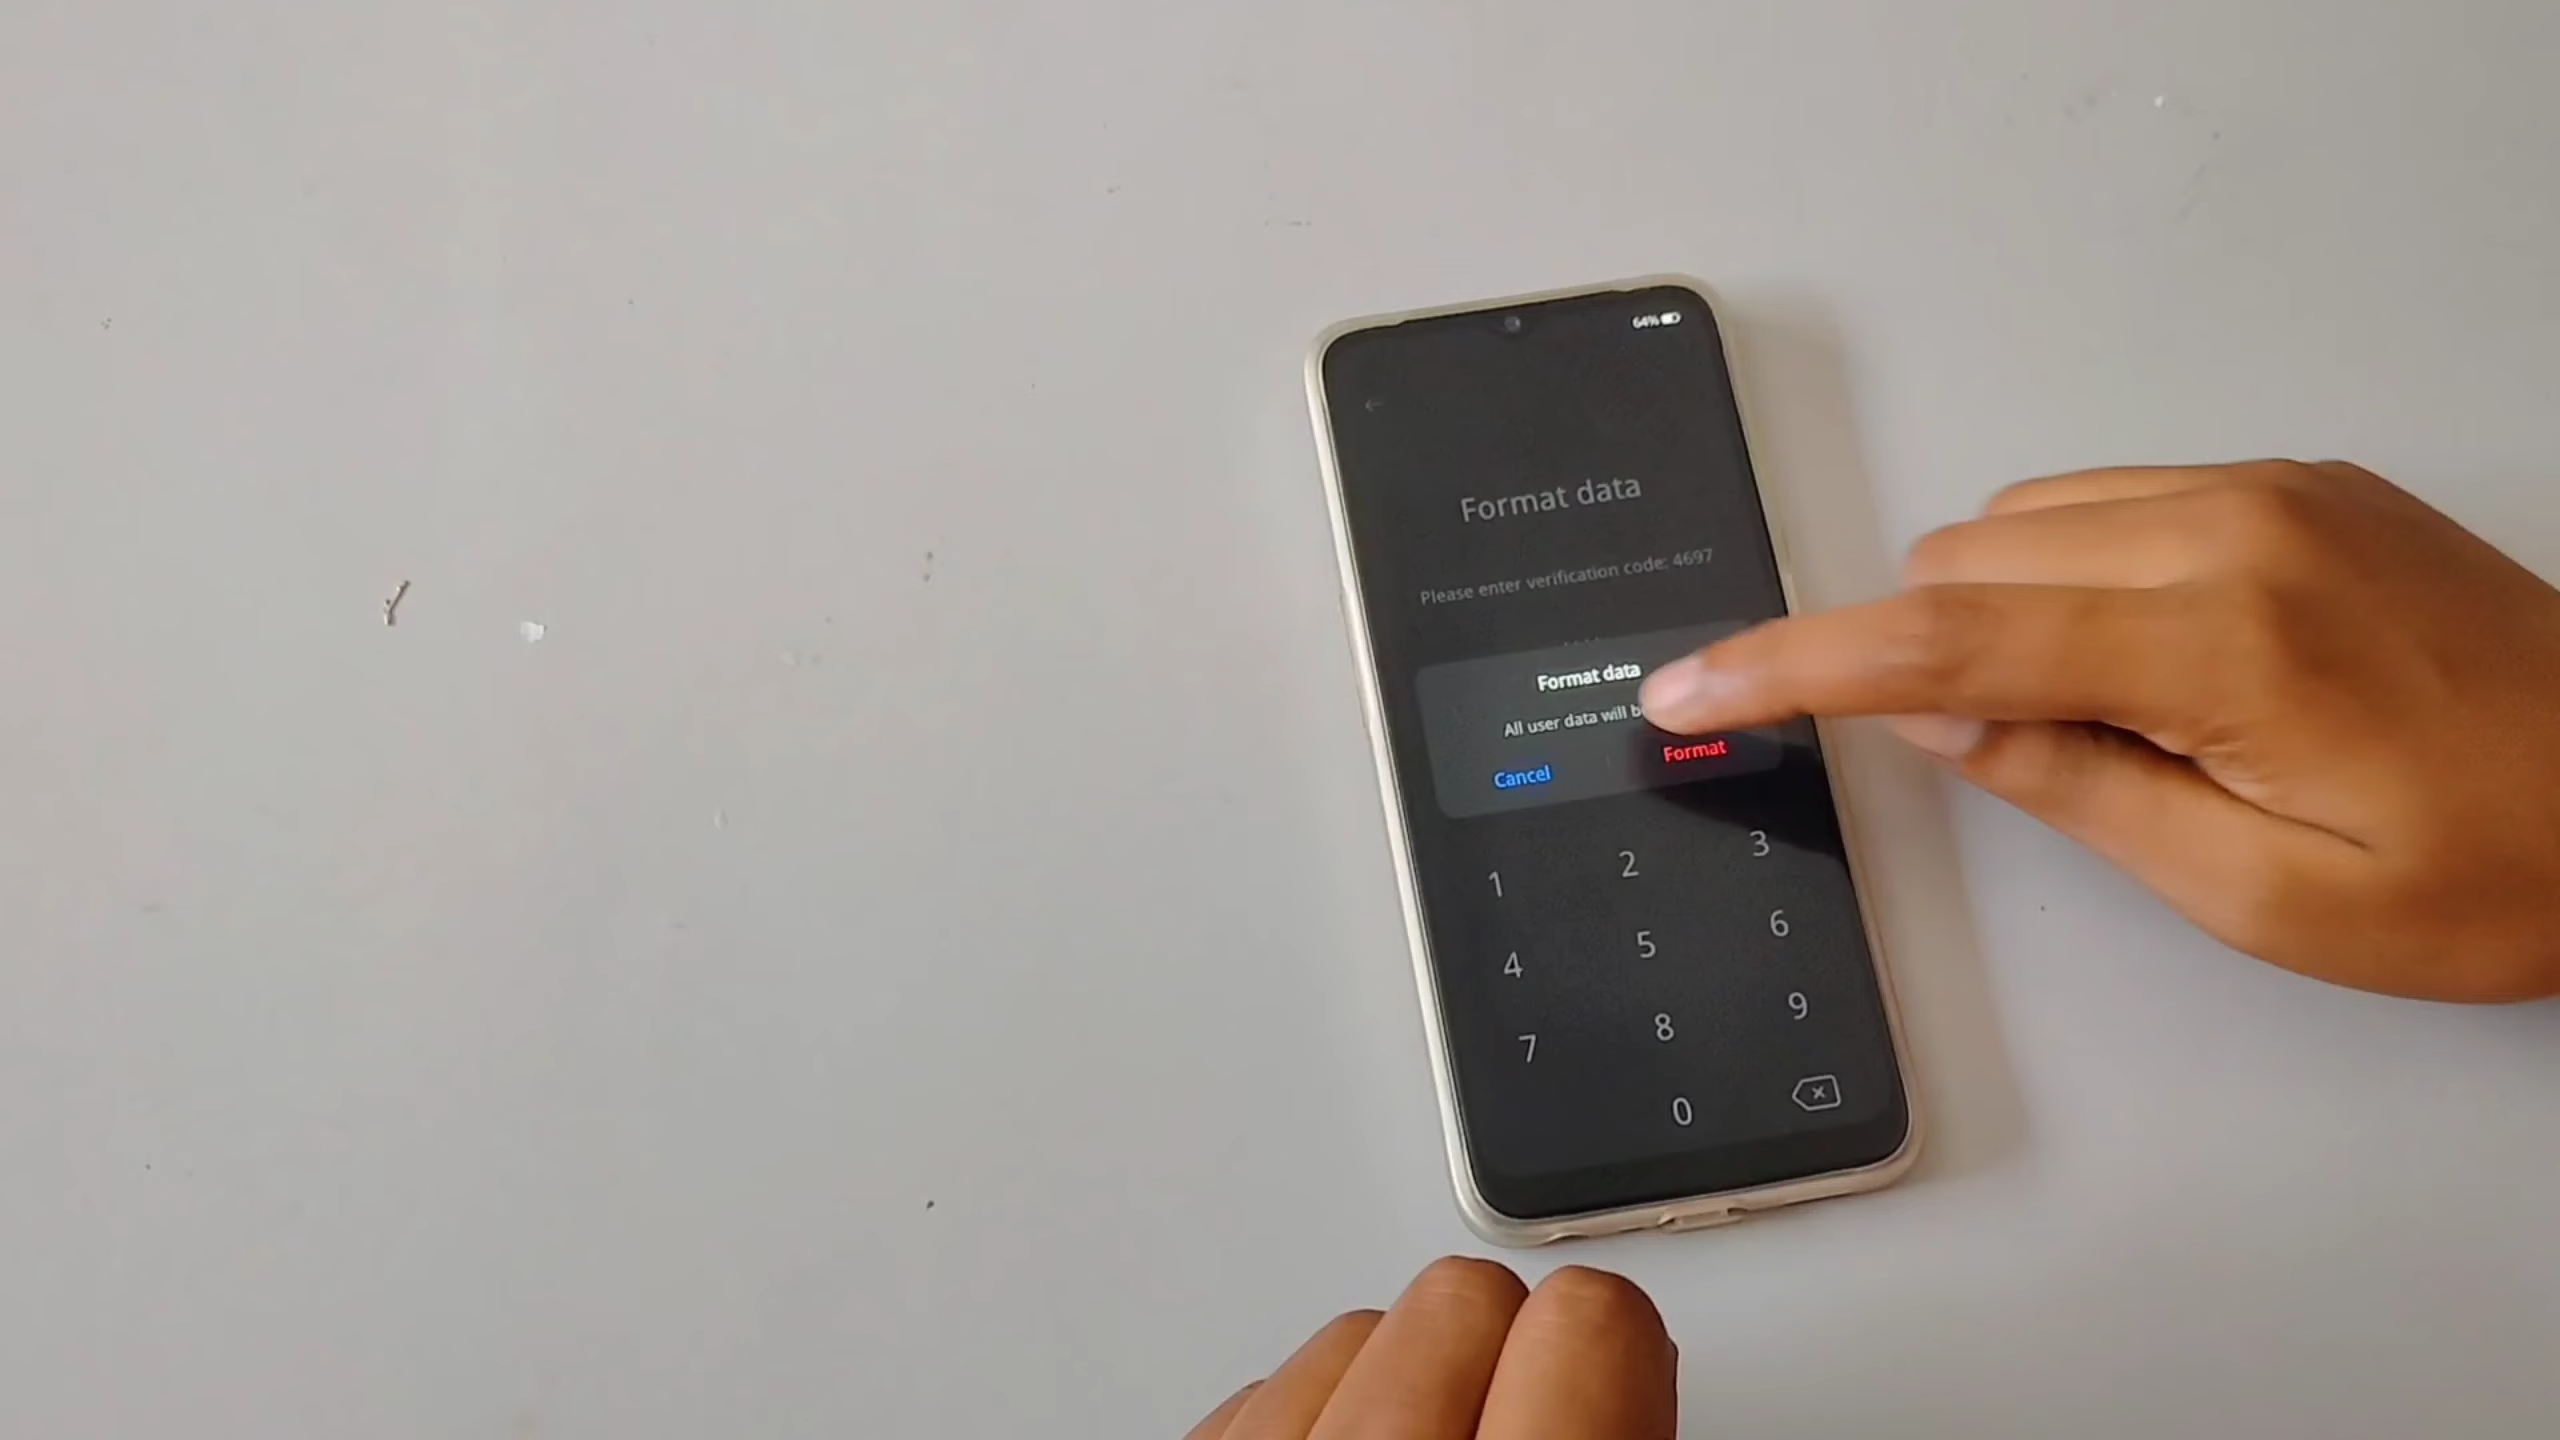 64%
Format data
Please enter verification code: 4697
Format data
All user data will
Cancel
Format
1 2 3
4 5 6
7 8 9
0